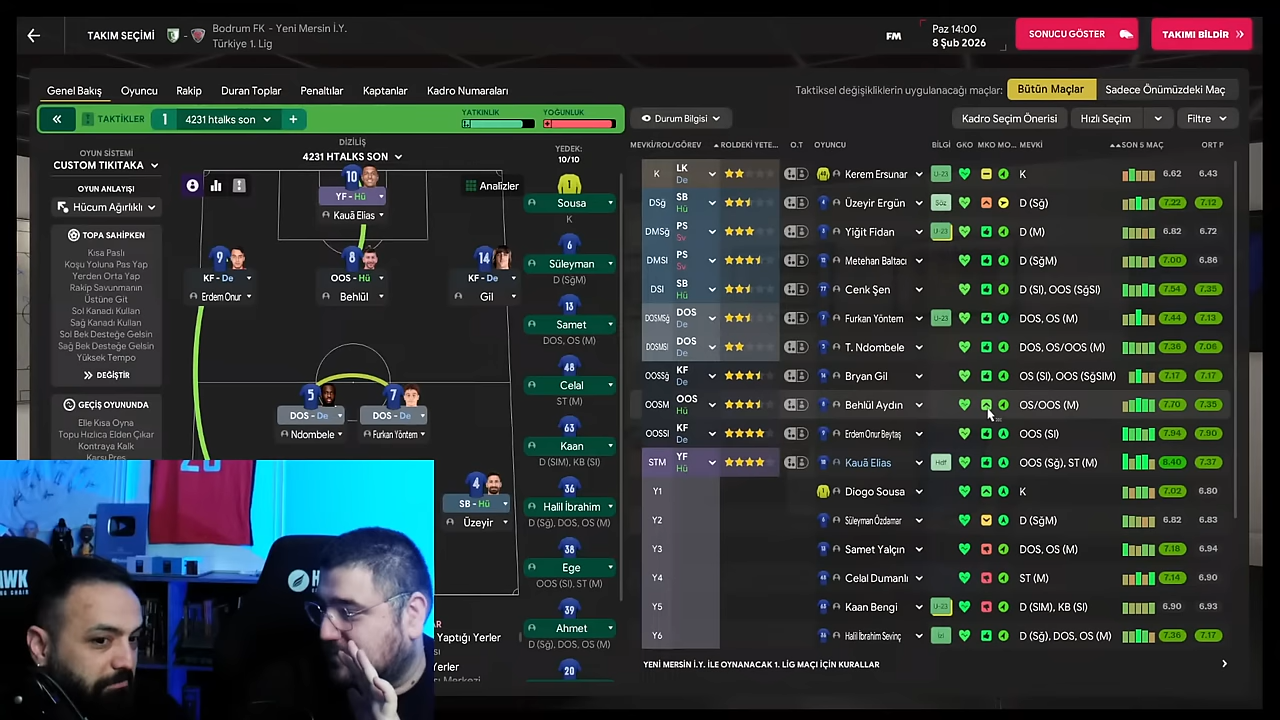 TAKIM SEÇİMİ
Bodrum FK - Yeni Mersin İ.Y.
Türkiye 1. Lig
FM
Paz 14:00
8 Şub 2026
SONUCU GÖSTER
TAKIMI BİLDİR
Genel Bakış
Oyuncu
Rakip
Duran Toplar
Penaltılar
Kaptanlar
Kadro Numaraları
Taktiksel değişikliklerin uygulanacağı maçlar:
Bütün Maçlar
Sadece Önümüzdeki Maç
TAKTİKLER
1
4231 htalks son
YATKINLIK
YOĞUNLUK
Durum Bilgisi
Kadro Seçim Önerisi
Hızlı Seçim
Filtre
OYUN SİSTEMİ
CUSTOM TIKITAKA
OYUN ANLAYIŞI
Hücum Ağırlıklı
TOPA SAHİPKEN
Kısa Paslı
Koşu Yoluna Pas Yap
Yerden Orta Yap
Rakip Savunmanın
Üstüne Git
Sol Kanadı Kullan
Sağ Kanadı Kullan
Sol Bek Desteğe Gelsin
Sağ Bek Desteğe Gelsin
Yüksek Tempo
DEĞİŞTİR
GEÇİŞ OYUNUNDA
Elle Kısa Oyna
Topu Hızlıca Elden Çıkar
Kontraya Kalk
Karşı Pres
DİZİLİŞ
4231 HTALKS SON
Analizler
10
YF - Hü
Kauã Elias
9
KF - De
Erdem Onur
8
OOS - Hü
Behlül
14
KF - De
Gil
5
DOS - De
Ndombele
7
DOS - De
Furkan Yöntem
4
SB - Hü
Üzeyir
YEDEK:
10/10
1
Sousa
K
6
Süleyman
D (SğM)
13
Samet
DOS, OS (M)
48
Celal
ST (M)
63
Kaan
D (SIM), KB (SI)
36
Halil İbrahim
D (Sğ), DOS, OS (M)
38
Ege
OOS (SI), ST (M)
39
Ahmet
D (Sğ), DOS, OS (M)
20
Yaptığı Yerler
MEVKİ/ROL/GÖREV
ROLDEKİ YETE...
O.T
OYUNCU
BİLGİ
GKO
MKO
MO...
MEVKİ
SON 5 MAÇ
ORT P
K LK De Kerem Ersunar U-23 K 6.62 6.43
DSğ SB Hü Üzeyir Ergün Söz D (Sğ) 7.22 7.12
DMSğ PS Sv Yiğit Fidan U-23 D (M) 6.82 6.72
DMSI PS Sv Metehan Baltacı D (SğM) 7.00 6.86
DSI SB Hü Cenk Şen D (SI), OOS (SğSI) 7.54 7.35
DOSMSğ DOS De Furkan Yöntem U-23 DOS, OS (M) 7.44 7.13
DOSMSI DOS De T. Ndombele DOS, OS/OOS (M) 7.36 7.06
OOSSğ KF De Bryan Gil OS (SI), OOS (SğSIM) 7.17 7.17
OOSM OOS Hü Behlül Aydın OS/OOS (M) 7.70 7.35
OOSSI KF De Erdem Onur Beytaş OOS (SI) 7.94 7.90
STM YF Hü Kauã Elias Hdf OOS (Sğ), ST (M) 8.40 7.37
Y1 Diogo Sousa K 7.02 6.80
Y2 Süleyman Özdamar D (SğM) 6.82 6.83
Y3 Samet Yalçın DOS, OS (M) 7.18 6.94
Y4 Celal Dumanlı ST (M) 7.14 6.90
Y5 Kaan Bengi U-23 D (SIM), KB (SI) 6.90 6.93
Y6 Halil İbrahim Sevinç İzl D (Sğ), DOS, OS (M) 7.36 7.17
YENİ MERSİN İ.Y. İLE OYNANACAK 1. LİG MAÇI İÇİN KURALLAR